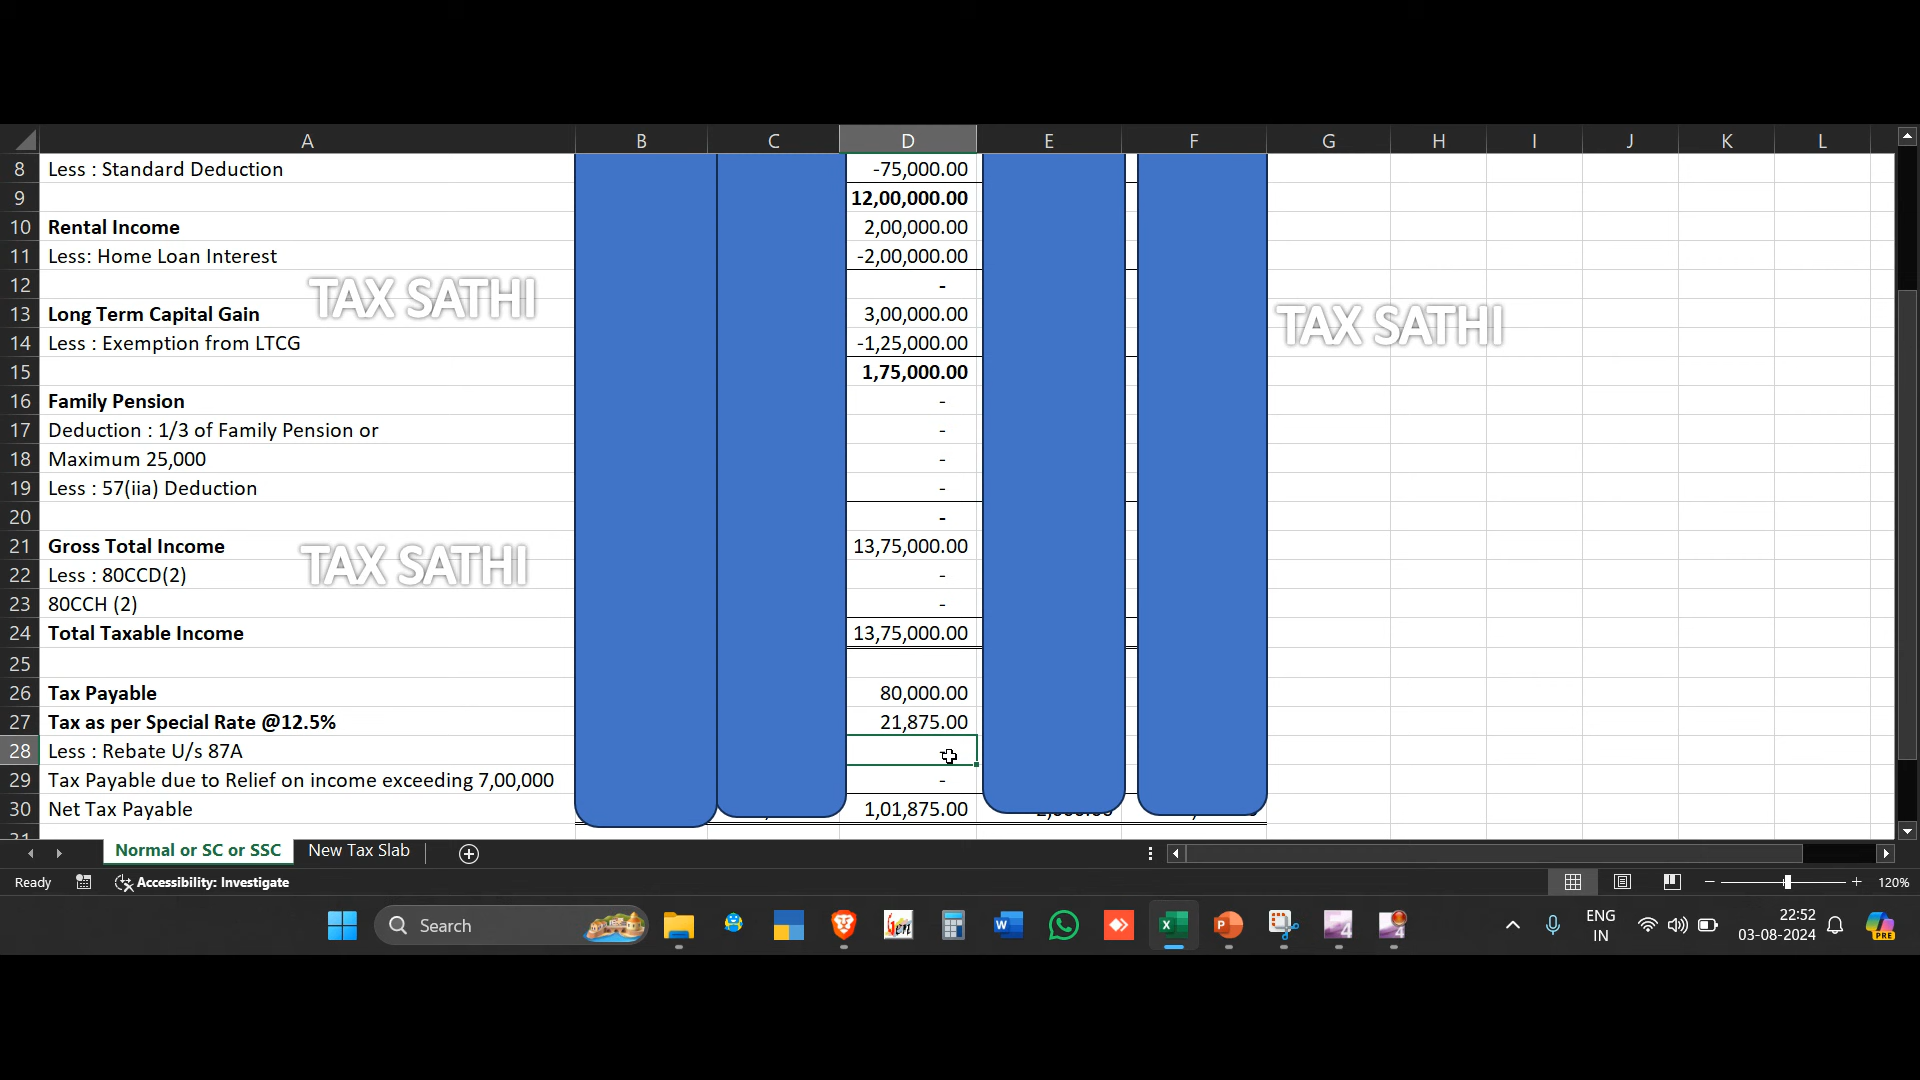 A B C D E F G H I J K L
8 Less : Standard Deduction -75,000.00
9 12,00,000.00
10 Rental Income 2,00,000.00
11 Less: Home Loan Interest -2,00,000.00
12 -
TAX SATHI
TAX SATHI
13 Long Term Capital Gain 3,00,000.00
14 Less : Exemption from LTCG -1,25,000.00
15 1,75,000.00
16 Family Pension -
17 Deduction : 1/3 of Family Pension or -
18 Maximum 25,000 -
19 Less : 57(iia) Deduction -
20 -
21 Gross Total Income 13,75,000.00
TAX SATHI
22 Less : 80CCD(2) -
23 80CCH (2) -
24 Total Taxable Income 13,75,000.00
25
26 Tax Payable 80,000.00
27 Tax as per Special Rate @12.5% 21,875.00
28 Less : Rebate U/s 87A
29 Tax Payable due to Relief on income exceeding 7,00,000 -
30 Net Tax Payable 1,01,875.00
Normal or SC or SSC New Tax Slab
Ready Accessibility: Investigate 120%
Search
ENG
IN
22:52
03-08-2024
PRE